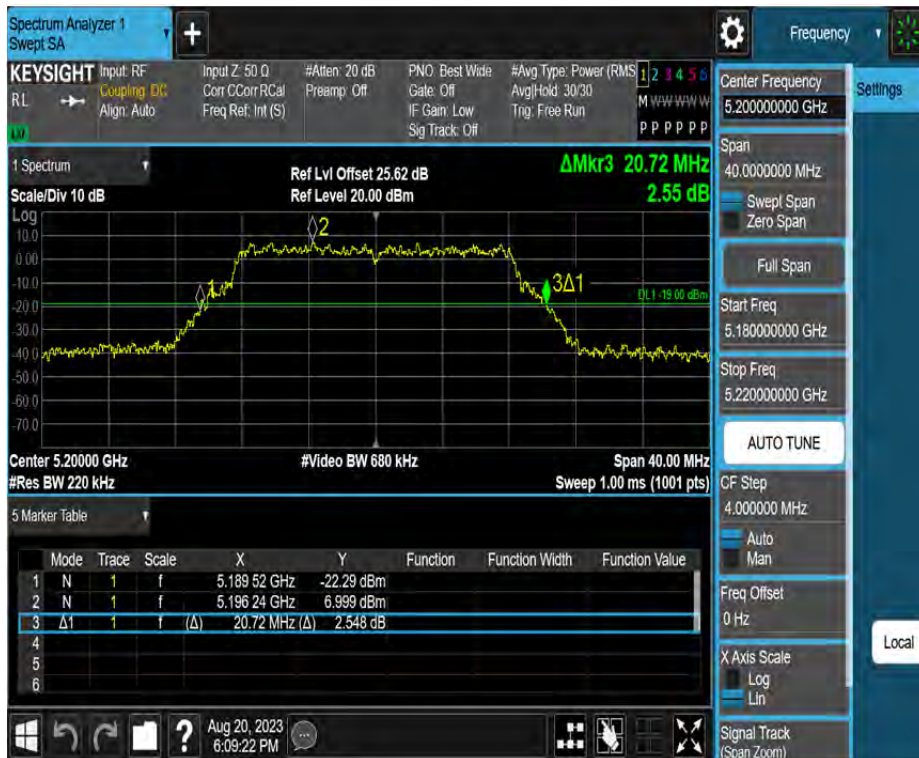 Spectrum Analyzer 1
Swept SA
+
Frequency
KEYSIGHT
RL
Input: RF
Coupling: DC
Align: Auto
Input Z: 50 Ω
Corr CCorr RCal
Freq Ref: Int (S)
#Atten: 20 dB
Preamp: Off
PNO: Best Wide
Gate: Off
IF Gain: Low
Sig Track: Off
#Avg Type: Power (RMS
Avg|Hold: 30/30
Trig: Free Run
1 2 3 4 5 6
M W W W W W
P P P P P P
1 Spectrum
Scale/Div 10 dB
Ref Lvl Offset 25.62 dB
Ref Level 20.00 dBm
ΔMkr3 20.72 MHz
2.55 dB
Log
10.0
0.00
-10.0
-20.0
-30.0
-40.0
-50.0
-60.0
-70.0
1
2
3Δ1
DL1 -19.00 dBm
Center 5.20000 GHz
#Video BW 680 kHz
Span 40.00 MHz
#Res BW 220 kHz
Sweep 1.00 ms (1001 pts)
5 Marker Table
Mode Trace Scale X Y Function Function Width Function Value
1 N 1 f 5.189 52 GHz -22.29 dBm
2 N 1 f 5.196 24 GHz 6.999 dBm
3 Δ1 1 f (Δ) 20.72 MHz (Δ) 2.548 dB
4
5
6
?
Aug 20, 2023
6:09:22 PM
Center Frequency
5.200000000 GHz
Span
40.0000000 MHz
Swept Span
Zero Span
Full Span
Start Freq
5.180000000 GHz
Stop Freq
5.220000000 GHz
AUTO TUNE
CF Step
4.000000 MHz
Auto
Man
Freq Offset
0 Hz
X Axis Scale
Log
Lin
Signal Track
(Span Zoom)
Settings
Local